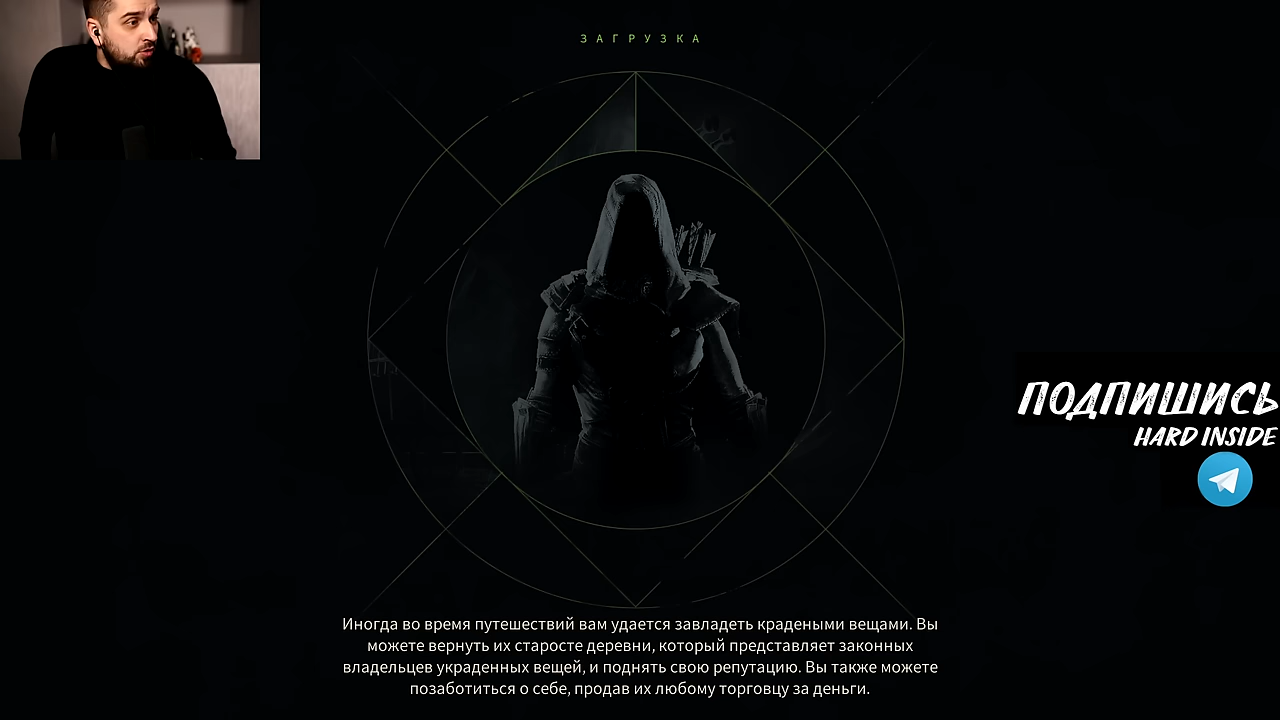 ЗАГРУЗКА
ПОДПИШИСЬ
HARD INSIDE
Иногда во время путешествий вам удается завладеть крадеными вещами. Вы
можете вернуть их старосте деревни, который представляет законных
владельцев украденных вещей, и поднять свою репутацию. Вы также можете
позаботиться о себе, продав их любому торговцу за деньги.